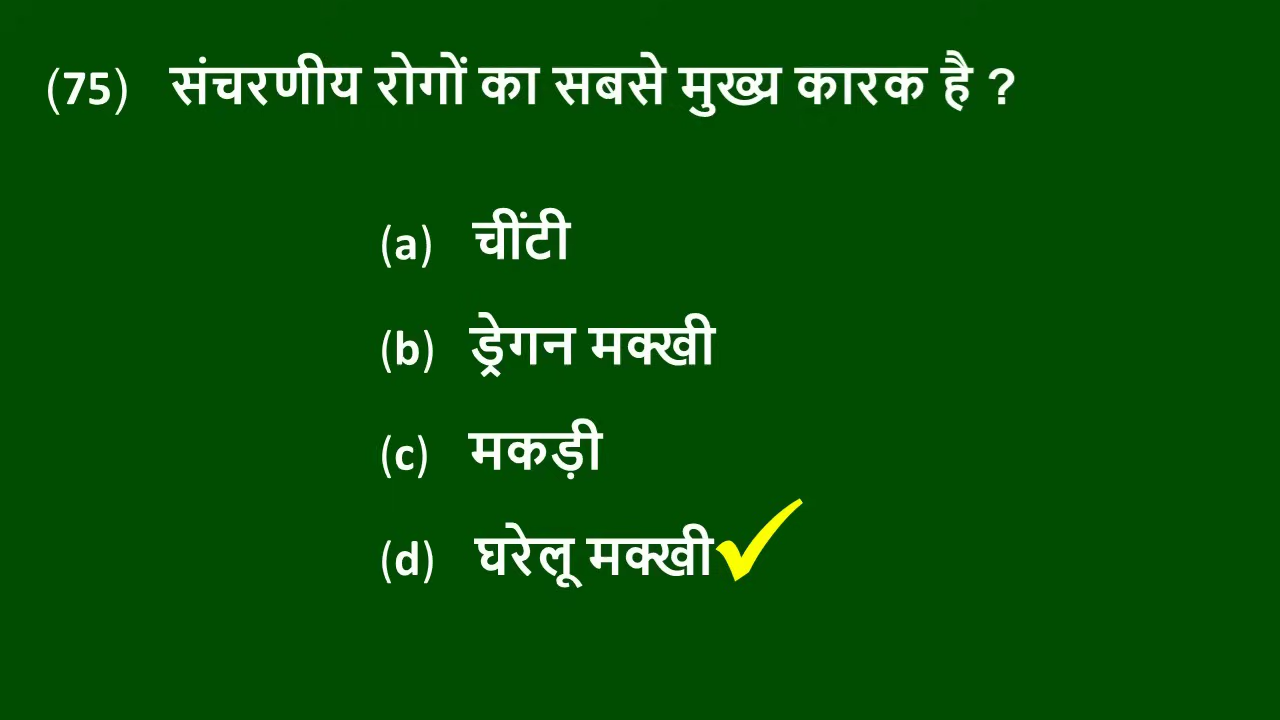 (75) संचरणीय रोगों का सबसे मुख्य कारक है ?
(a) चींटी
(b) ड्रेगन मक्खी
(c) मकड़ी
(d) घरेलू मक्खी